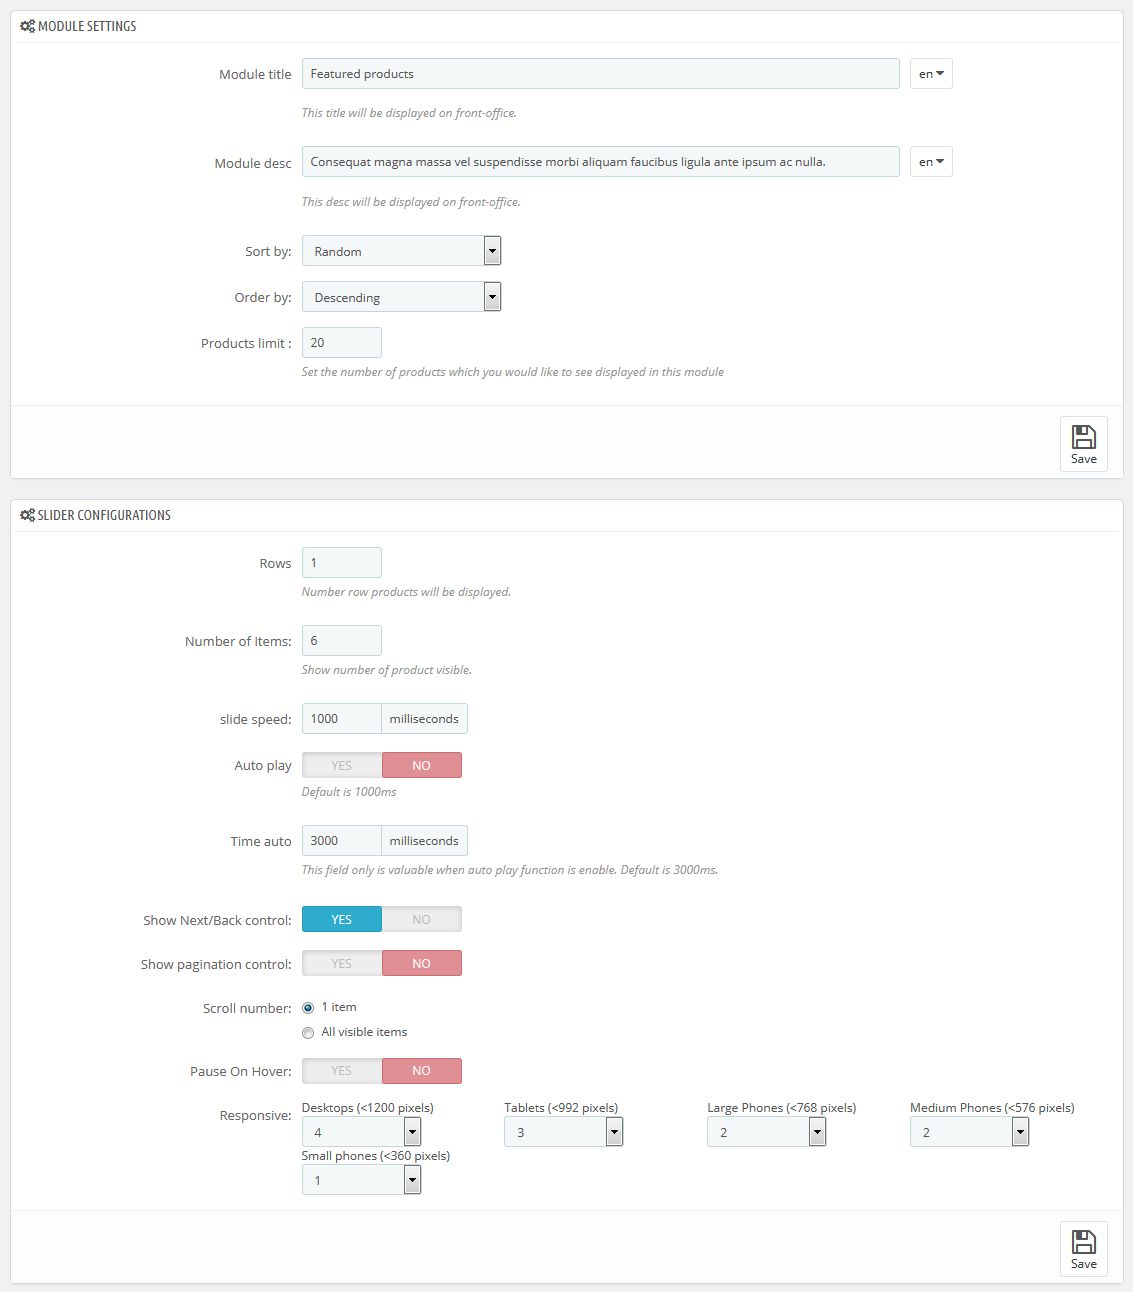 MODULE SETTINGS
Module title Featured products en
This title will be displayed on front-office.
Module desc Consequat magna massa vel suspendisse morbi aliquam faucibus ligula ante ipsum ac nulla. en
This desc will be displayed on front-office.
Sort by: Random
Order by: Descending
Products limit : 20
Set the number of products which you would like to see displayed in this module
Save
SLIDER CONFIGURATIONS
Rows 1
Number row products will be displayed.
Number of Items: 6
Show number of product visible.
slide speed: 1000 milliseconds
Auto play YES NO
Default is 1000ms
Time auto 3000 milliseconds
This field only is valuable when auto play function is enable. Default is 3000ms.
Show Next/Back control: YES NO
Show pagination control: YES NO
Scroll number: 1 item
All visible items
Pause On Hover: YES NO
Responsive: Desktops (<1200 pixels) Tablets (<992 pixels) Large Phones (<768 pixels) Medium Phones (<576 pixels)
4 3 2 2
Small phones (<360 pixels)
1
Save